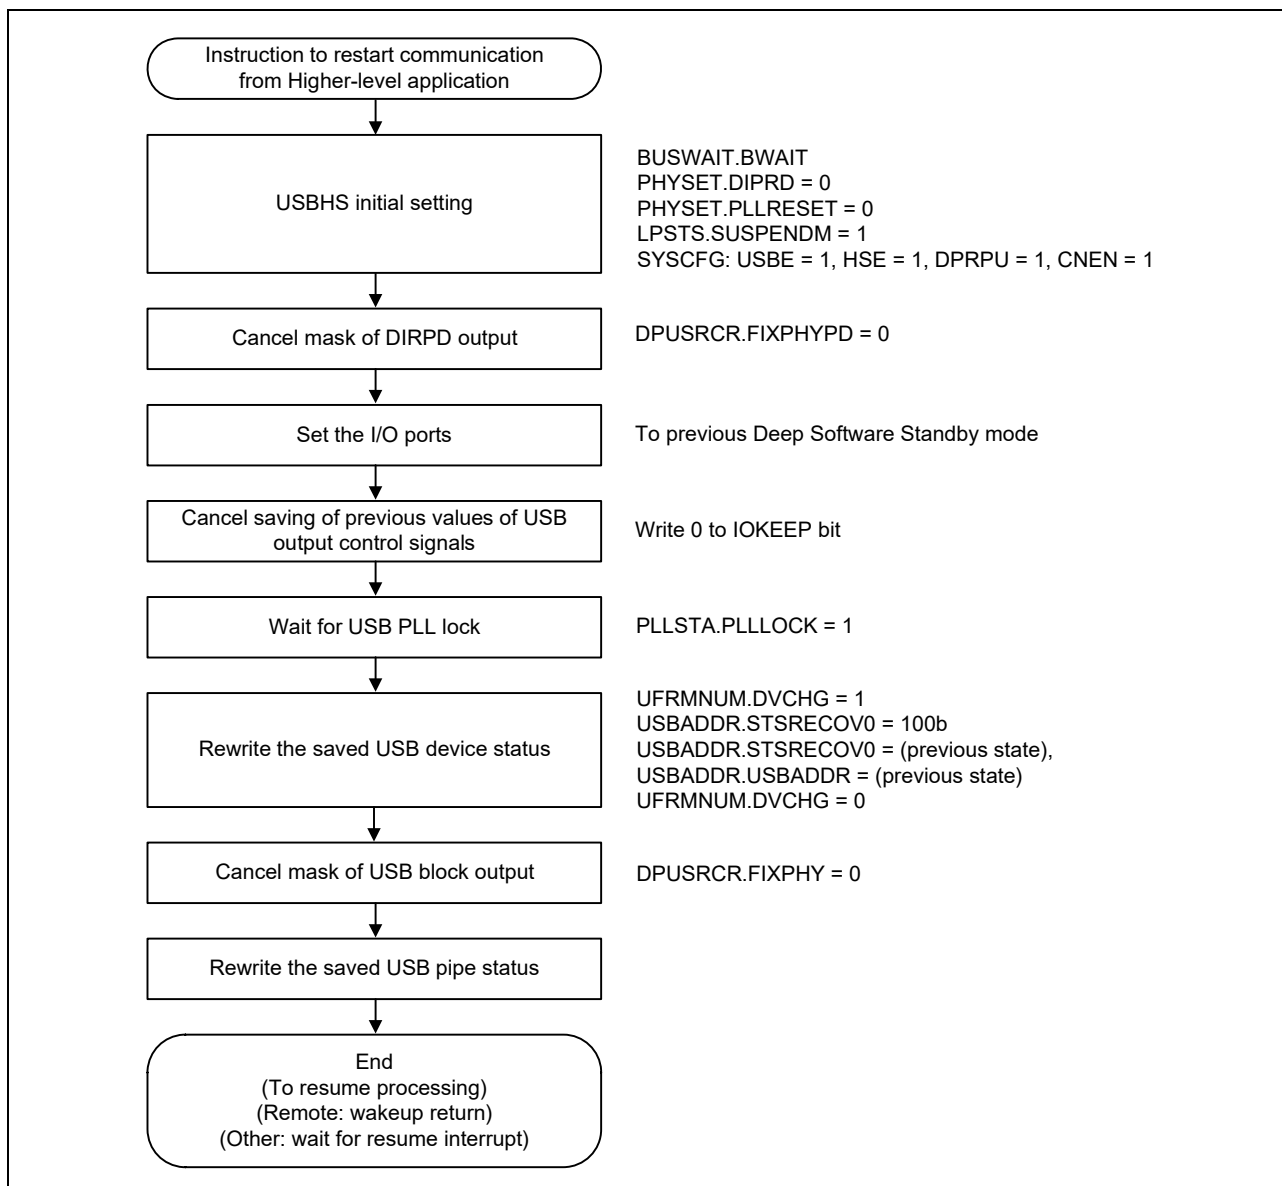 Instruction to restart communication
from Higher-level application
USBHS initial setting
BUSWAIT.BWAIT
PHYSET.DIPRD = 0
PHYSET.PLLRESET = 0
LPSTS.SUSPENDM = 1
SYSCFG: USBE = 1, HSE = 1, DPRPU = 1, CNEN = 1
Cancel mask of DIRPD output
DPUSRCR.FIXPHYPD = 0
Set the I/O ports
To previous Deep Software Standby mode
Cancel saving of previous values of USB
output control signals
Write 0 to IOKEEP bit
Wait for USB PLL lock
PLLSTA.PLLLOCK = 1
Rewrite the saved USB device status
UFRMNUM.DVCHG = 1
USBADDR.STSRECOV0 = 100b
USBADDR.STSRECOV0 = (previous state),
USBADDR.USBADDR = (previous state)
UFRMNUM.DVCHG = 0
Cancel mask of USB block output
DPUSRCR.FIXPHY = 0
Rewrite the saved USB pipe status
End
(To resume processing)
(Remote: wakeup return)
(Other: wait for resume interrupt)